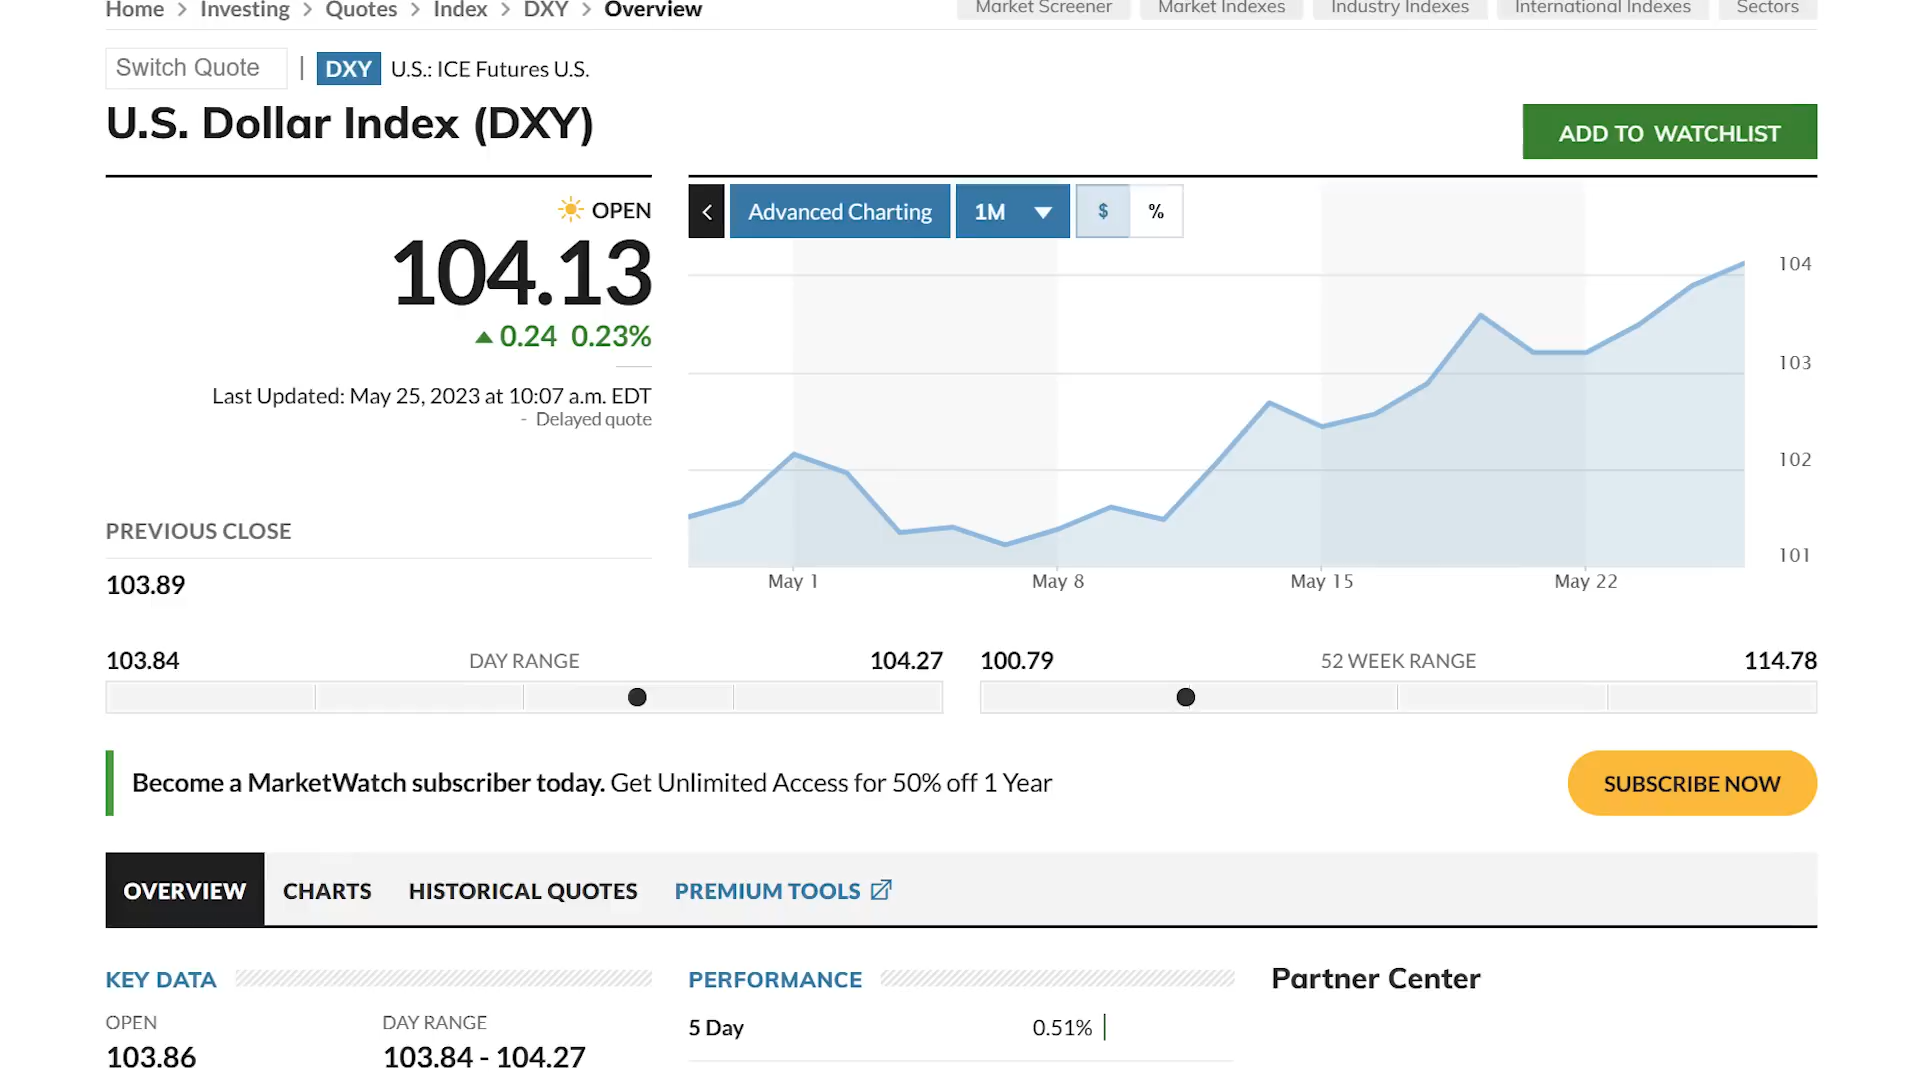 Home > Investing > Quotes > Index > DXY > Overview
Market Screener Market Indexes Industry Indexes International Indexes Sectors
Switch Quote | DXY U.S.: ICE Futures U.S.
U.S. Dollar Index (DXY)
ADD TO WATCHLIST
OPEN
104.13
0.24 0.23%
Last Updated: May 25, 2023 at 10:07 a.m. EDT
- Delayed quote
PREVIOUS CLOSE
103.89
< Advanced Charting 1M $ %
104
103
102
101
May 1 May 8 May 15 May 22
103.84 DAY RANGE 104.27
100.79 52 WEEK RANGE 114.78
Become a MarketWatch subscriber today. Get Unlimited Access for 50% off 1 Year
SUBSCRIBE NOW
OVERVIEW CHARTS HISTORICAL QUOTES PREMIUM TOOLS
KEY DATA
OPEN DAY RANGE
103.86 103.84 - 104.27
PERFORMANCE
5 Day 0.51%
Partner Center